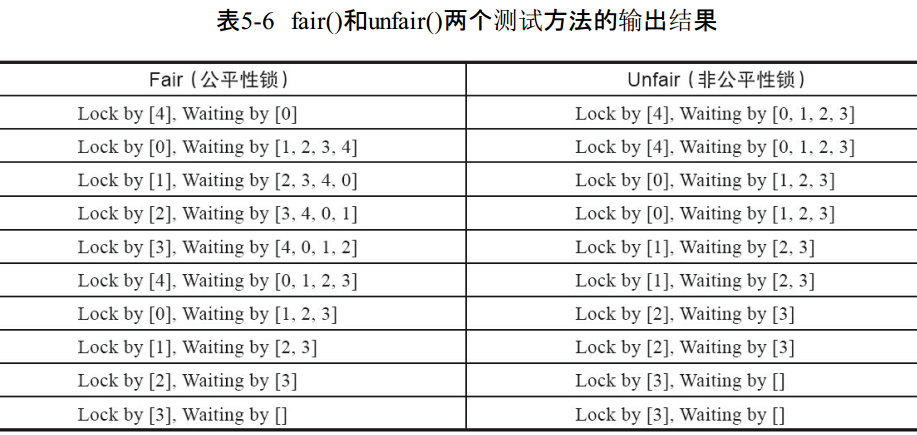 表5-6 fair()和unfair()两个测试方法的输出结果
Fair（公平性锁） Unfair（非公平性锁）
Lock by [4], Waiting by [0] Lock by [4], Waiting by [0, 1, 2, 3]
Lock by [0], Waiting by [1, 2, 3, 4] Lock by [4], Waiting by [0, 1, 2, 3]
Lock by [1], Waiting by [2, 3, 4, 0] Lock by [0], Waiting by [1, 2, 3]
Lock by [2], Waiting by [3, 4, 0, 1] Lock by [0], Waiting by [1, 2, 3]
Lock by [3], Waiting by [4, 0, 1, 2] Lock by [1], Waiting by [2, 3]
Lock by [4], Waiting by [0, 1, 2, 3] Lock by [1], Waiting by [2, 3]
Lock by [0], Waiting by [1, 2, 3] Lock by [2], Waiting by [3]
Lock by [1], Waiting by [2, 3] Lock by [2], Waiting by [3]
Lock by [2], Waiting by [3] Lock by [3], Waiting by []
Lock by [3], Waiting by [] Lock by [3], Waiting by []